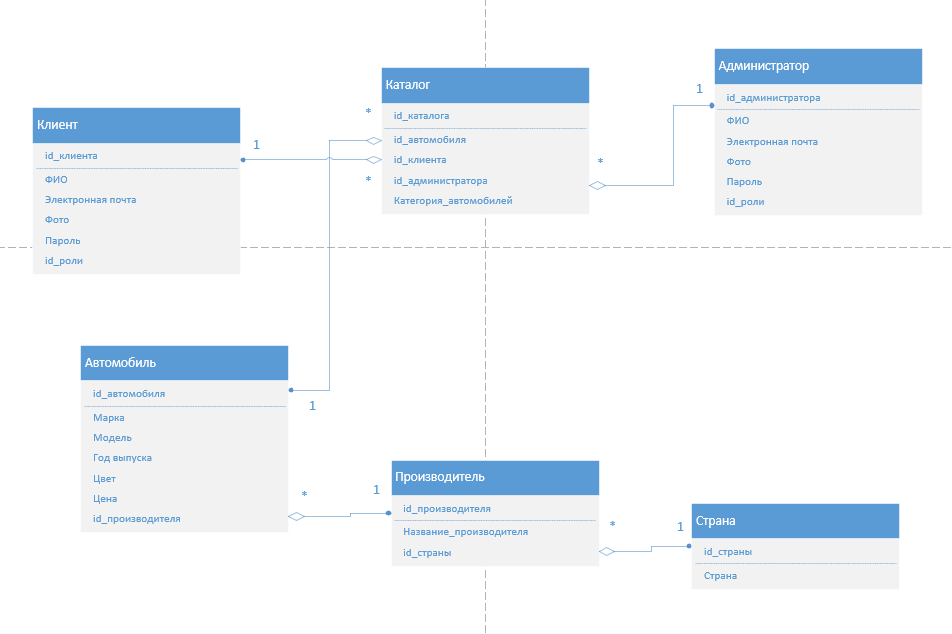 Клиент
id_клиента
ФИО
Электронная почта
Фото
Пароль
id_роли
1
*
*
Каталог
id_каталога
id_автомобиля
id_клиента
id_администратора
Категория_автомобилей
*
1
Администратор
id_администратора
ФИО
Электронная почта
Фото
Пароль
id_роли
Автомобиль
id_автомобиля
Марка
Модель
Год выпуска
Цвет
Цена
id_производителя
1
*
1
Производитель
id_производителя
Название_производителя
id_страны
*
1
Страна
id_страны
Страна